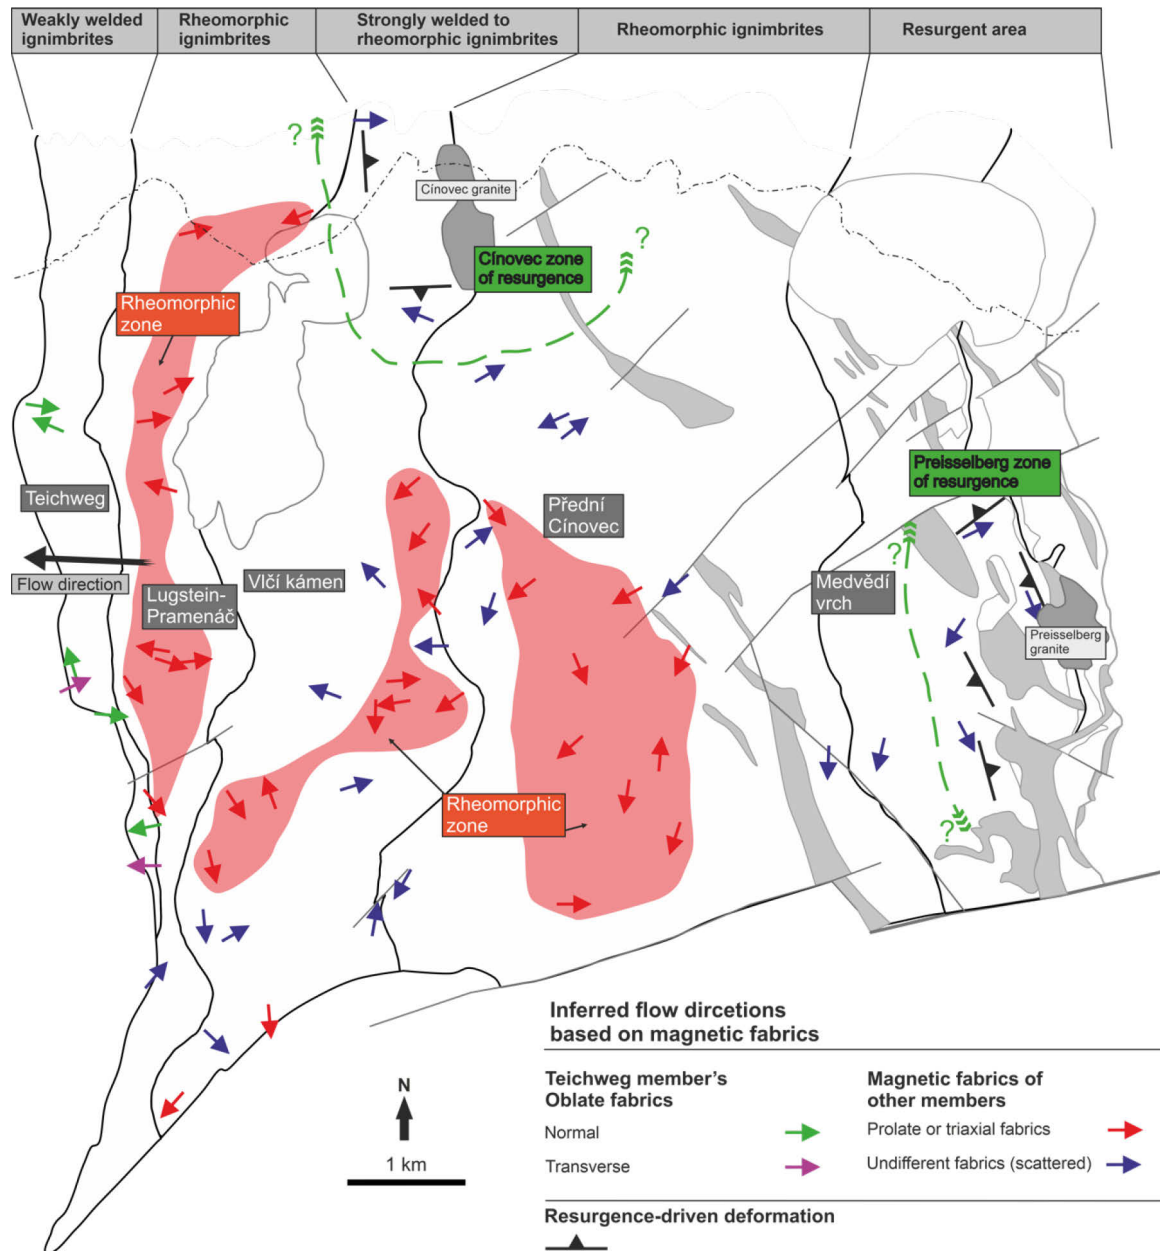 Weakly welded
ignimbrites
Rheomorphic
ignimbrites
Strongly welded to
rheomorphic ignimbrites
Rheomorphic ignimbrites
Resurgent area
?
Cínovec granite
?
Cínovec zone
of resurgence
Rheomorphic
zone
Preisselberg zone
of resurgence
Teichweg
Přední
Cínovec
?
Flow direction
Lugstein-
Pramenáč
Vlčí kámen
Medvědí
vrch
Preisselberg
granite
Rheomorphic
zone
?
N
1 km
Inferred flow dircetions
based on magnetic fabrics
Teichweg member's
Oblate fabrics
Normal
Transverse
Magnetic fabrics of
other members
Prolate or triaxial fabrics
Undifferent fabrics (scattered)
Resurgence-driven deformation